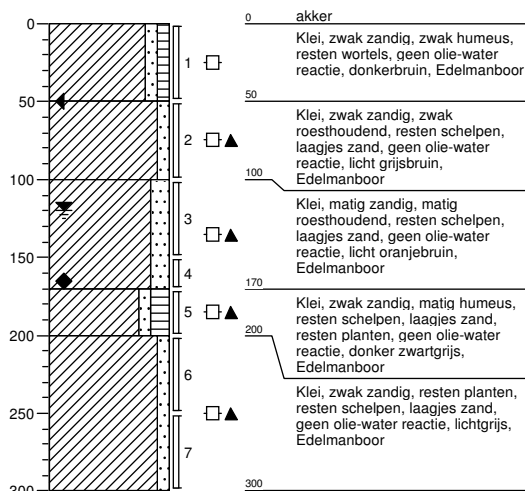 0
50
100
150
200
250
300
1
2
3
4
5
6
7
0 akker
Klei, zwak zandig, zwak humeus,
resten wortels, geen olie-water
reactie, donkerbruin, Edelmanboor
50
Klei, zwak zandig, zwak
roesthoudend, resten schelpen,
laagjes zand, geen olie-water
reactie, licht grijsbruin,
Edelmanboor
100
Klei, matig zandig, matig
roesthoudend, resten schelpen,
laagjes zand, geen olie-water
reactie, licht oranjebruin,
Edelmanboor
170
Klei, zwak zandig, matig humeus,
resten schelpen, laagjes zand,
resten planten, geen olie-water
reactie, donker zwartgrijs,
Edelmanboor
200
Klei, zwak zandig, resten planten,
resten schelpen, laagjes zand,
geen olie-water reactie, lichtgrijs,
Edelmanboor
300